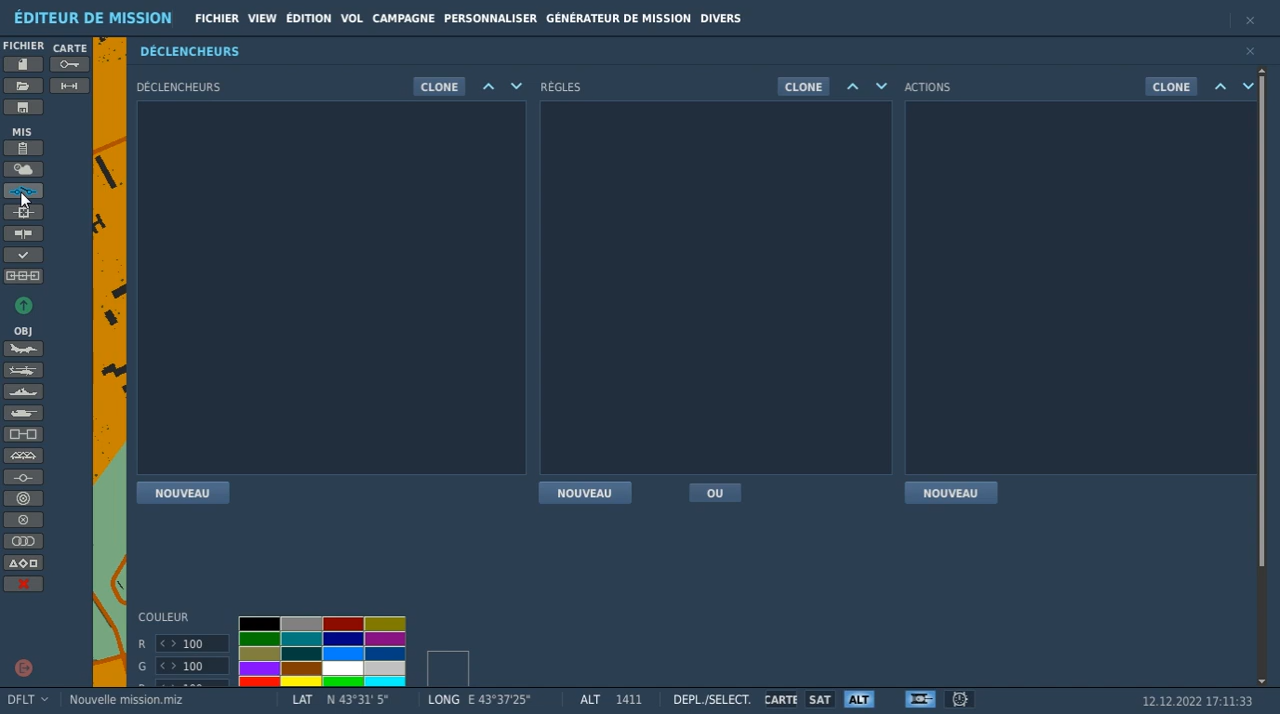 ÉDITEUR DE MISSION FICHIER VIEW ÉDITION VOL CAMPAGNE PERSONNALISER GÉNÉRATEUR DE MISSION DIVERS
FICHIER CARTE
DÉCLENCHEURS
DÉCLENCHEURS CLONE RÈGLES CLONE ACTIONS CLONE
MIS
OBJ
NOUVEAU NOUVEAU OU NOUVEAU
COULEUR
R 100
G 100
DFLT Nouvelle mission.miz LAT N 43°31' 5" LONG E 43°37'25" ALT 1411 DEPL./SELECT. CARTE SAT ALT 12.12.2022 17:11:33